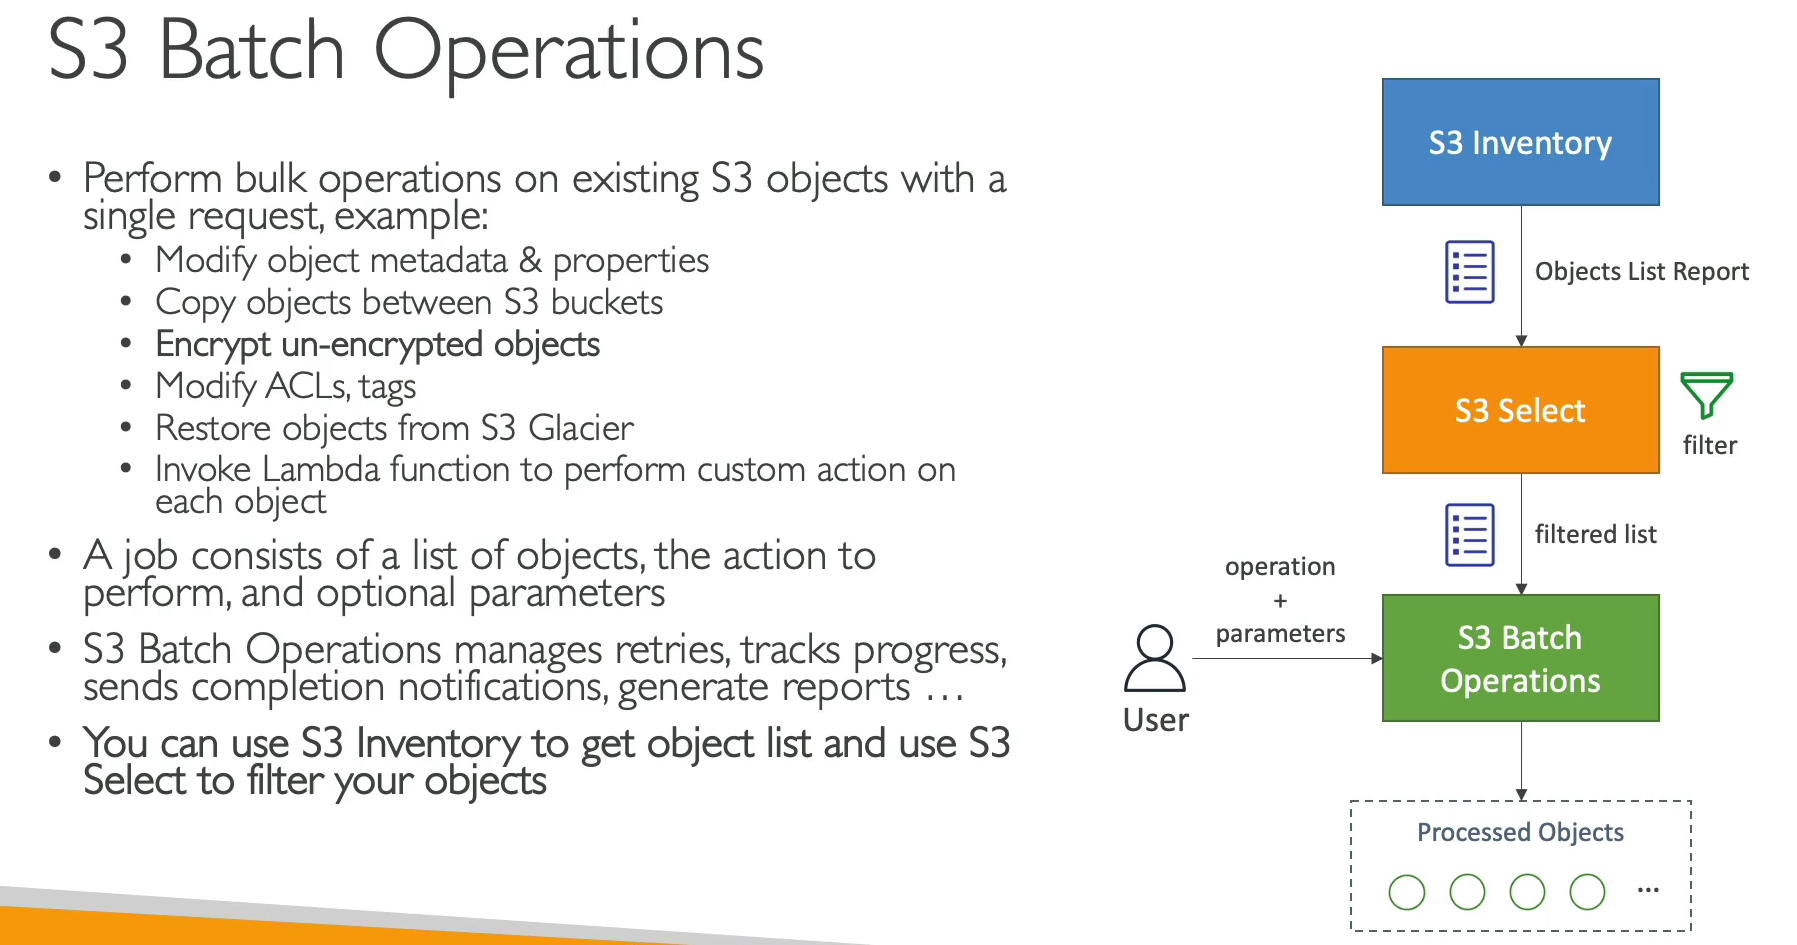 S3 Batch Operations
• Perform bulk operations on existing S3 objects with a
single request, example:
• Modify object metadata & properties
• Copy objects between S3 buckets
• Encrypt un-encrypted objects
• Modify ACLs, tags
• Restore objects from S3 Glacier
• Invoke Lambda function to perform custom action on
each object
• A job consists of a list of objects, the action to
perform, and optional parameters
• S3 Batch Operations manages retries, tracks progress,
sends completion notifications, generate reports …
• You can use S3 Inventory to get object list and use S3
Select to filter your objects
S3 Inventory
Objects List Report
S3 Select
filter
filtered list
operation
+
parameters
User
S3 Batch
Operations
Processed Objects
...